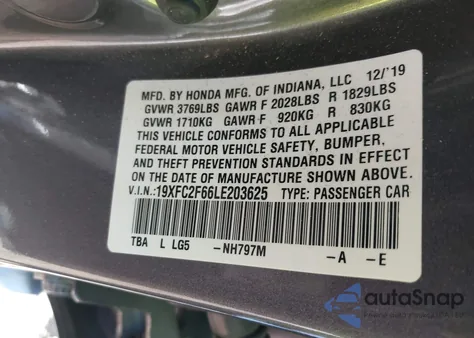 MFD. BY HONDA MFG. OF INDIANA, LLC 12/'19
GVWR 3769LBS GAWR F 2028LBS R 1829LBS
GVWR 1710KG GAWR F 920KG R 830KG
THIS VEHICLE CONFORMS TO ALL APPLICABLE
FEDERAL MOTOR VEHICLE SAFETY, BUMPER,
AND THEFT PREVENTION STANDARDS IN EFFECT
ON THE DATE OF MANUFACTURE SHOWN ABOVE.
V.I.N.:19XFC2F66LE203625 TYPE: PASSENGER CAR
TBA L LG5 -NH797M -A -E
autoSnap